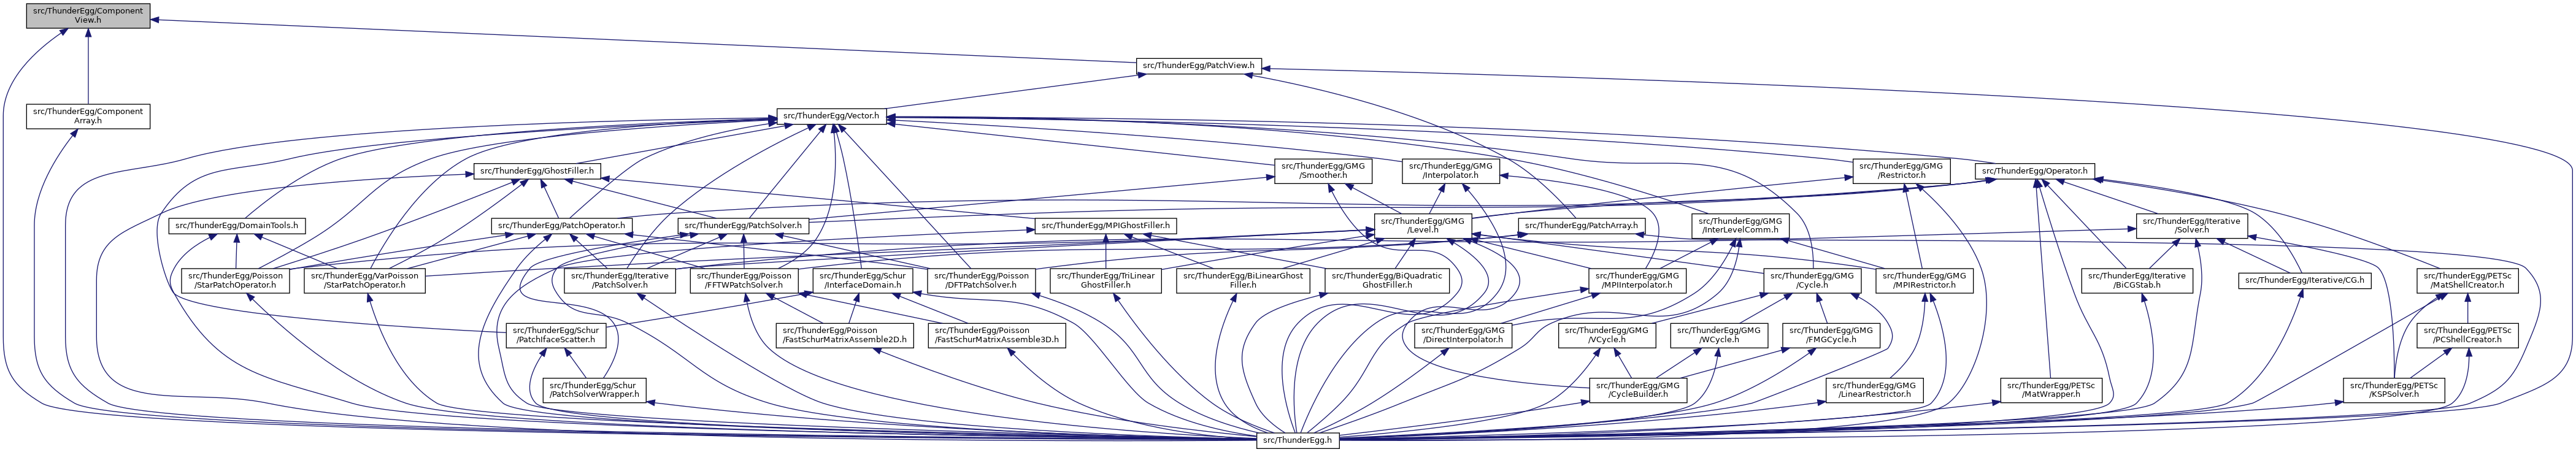 src/ThunderEgg/Component
View.h
src/ThunderEgg/PatchView.h
src/ThunderEgg/Component
Array.h
src/ThunderEgg/Vector.h
src/ThunderEgg/GhostFiller.h
src/ThunderEgg/GMG
/Smoother.h
src/ThunderEgg/GMG
/Interpolator.h
src/ThunderEgg/GMG
/Restrictor.h
src/ThunderEgg/Operator.h
src/ThunderEgg/DomainTools.h
src/ThunderEgg/PatchOperator.h
src/ThunderEgg/PatchSolver.h
src/ThunderEgg/MPIGhostFiller.h
src/ThunderEgg/GMG
/Level.h
src/ThunderEgg/PatchArray.h
src/ThunderEgg/GMG
/InterLevelComm.h
src/ThunderEgg/Iterative
/Solver.h
src/ThunderEgg/Poisson
/StarPatchOperator.h
src/ThunderEgg/VarPoisson
/StarPatchOperator.h
src/ThunderEgg/Iterative
/PatchSolver.h
src/ThunderEgg/Poisson
/FFTWPatchSolver.h
src/ThunderEgg/Schur
/InterfaceDomain.h
src/ThunderEgg/Poisson
/DFTPatchSolver.h
src/ThunderEgg/TriLinear
GhostFiller.h
src/ThunderEgg/BiLinearGhost
Filler.h
src/ThunderEgg/BiQuadratic
GhostFiller.h
src/ThunderEgg/GMG
/MPIInterpolator.h
src/ThunderEgg/GMG
/Cycle.h
src/ThunderEgg/GMG
/MPIRestrictor.h
src/ThunderEgg/Iterative
/BiCGStab.h
src/ThunderEgg/Iterative/CG.h
src/ThunderEgg/PETSc
/MatShellCreator.h
src/ThunderEgg/Schur
/PatchIfaceScatter.h
src/ThunderEgg/Poisson
/FastSchurMatrixAssemble2D.h
src/ThunderEgg/Poisson
/FastSchurMatrixAssemble3D.h
src/ThunderEgg/GMG
/DirectInterpolator.h
src/ThunderEgg/GMG
/VCycle.h
src/ThunderEgg/GMG
/WCycle.h
src/ThunderEgg/GMG
/FMGCycle.h
src/ThunderEgg/PETSc
/PCShellCreator.h
src/ThunderEgg/Schur
/PatchSolverWrapper.h
src/ThunderEgg/GMG
/CycleBuilder.h
src/ThunderEgg/GMG
/LinearRestrictor.h
src/ThunderEgg/PETSc
/MatWrapper.h
src/ThunderEgg/PETSc
/KSPSolver.h
src/ThunderEgg.h